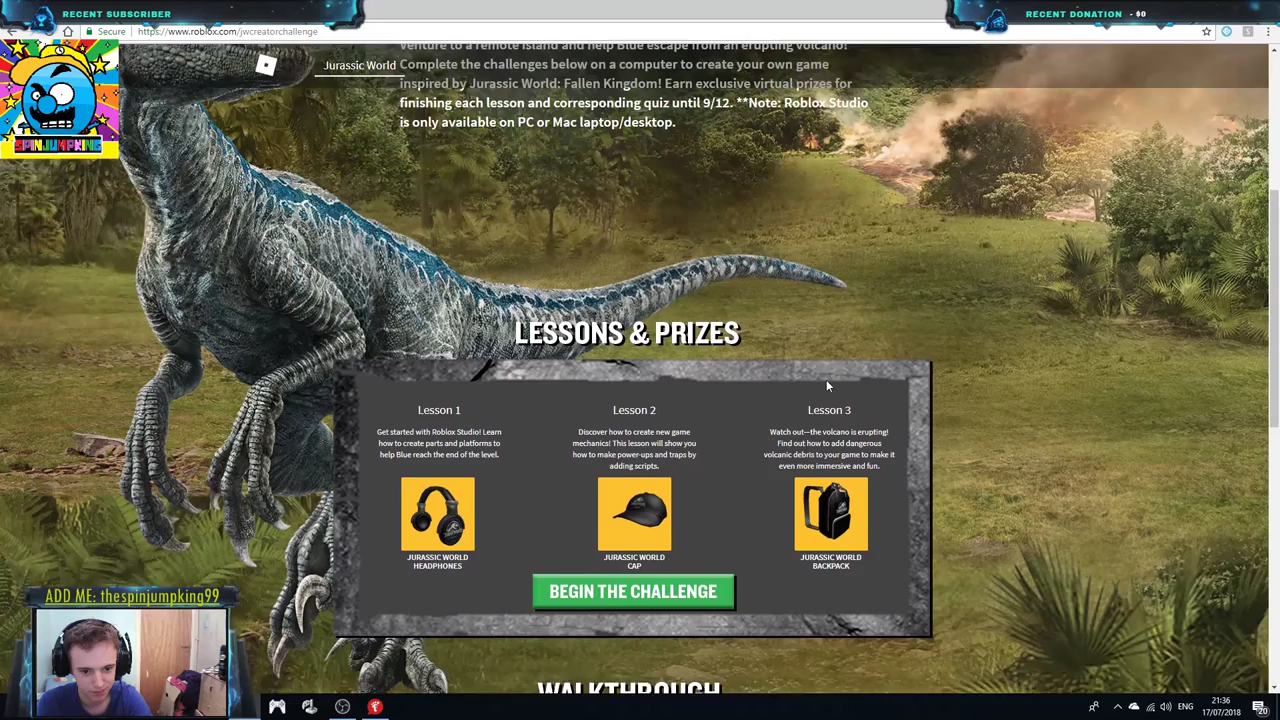 RECENT SUBSCRIBER
RECENT DONATION - $0
Secure
https://www.roblox.com/jwcreatorchallenge
SPINJUMPKING
Jurassic World
venture to a remote island and help Blue escape from an erupting volcano!
Complete the challenges below on a computer to create your own game
inspired by Jurassic World: Fallen Kingdom! Earn exclusive virtual prizes for
finishing each lesson and corresponding quiz until 9/12. **Note: Roblox Studio
is only available on PC or Mac laptop/desktop.
LESSONS & PRIZES
Lesson 1
Get started with Roblox Studio! Learn
how to create parts and platforms to
help Blue reach the end of the level.
JURASSIC WORLD
HEADPHONES
Lesson 2
Discover how to create new game
mechanics! This lesson will show you
how to make power-ups and traps by
adding scripts.
JURASSIC WORLD
CAP
Lesson 3
Watch out—the volcano is erupting!
Find out how to add dangerous
volcanic debris to your game to make it
even more immersive and fun.
JURASSIC WORLD
BACKPACK
BEGIN THE CHALLENGE
WALKTHROUGH
ADD ME: thespinjumpking99
ENG
21:36
17/07/2018
20